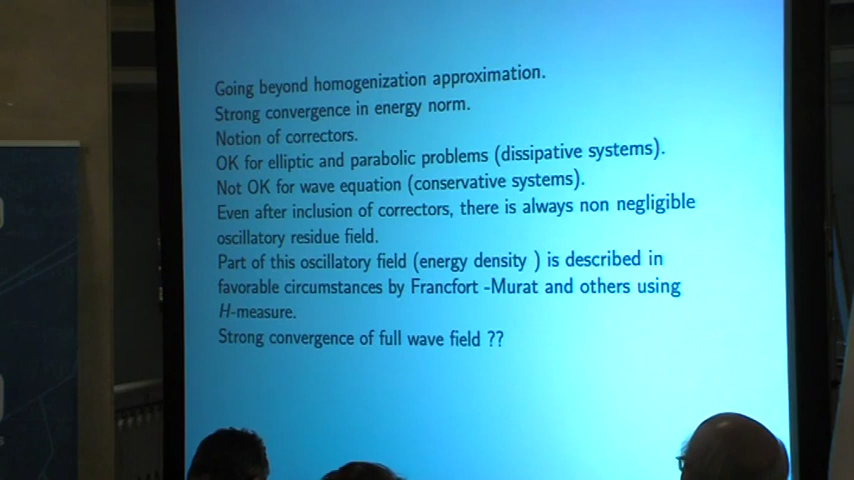 Going beyond homogenization approximation.
Strong convergence in energy norm.
Notion of correctors.
OK for elliptic and parabolic problems (dissipative systems).
Not OK for wave equation (conservative systems).
Even after inclusion of correctors, there is always non negligible
oscillatory residue field.
Part of this oscillatory field (energy density ) is described in
favorable circumstances by Francfort -Murat and others using
H-measure.
Strong convergence of full wave field ??